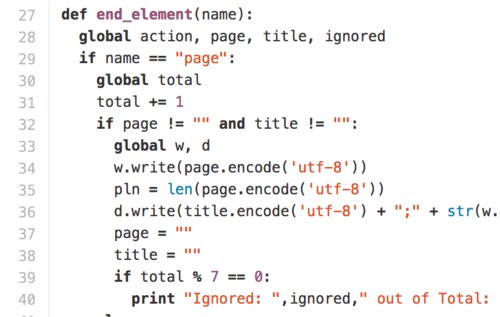 27 def end_element(name):
28 global action, page, title, ignored
29 if name == "page":
30 global total
31 total += 1
32 if page != "" and title != "":
33 global w, d
34 w.write(page.encode('utf-8'))
35 pln = len(page.encode('utf-8'))
36 d.write(title.encode('utf-8') + ";" + str(w.
37 page = ""
38 title = ""
39 if total % 7 == 0:
40 print "Ignored: ",ignored," out of Total: